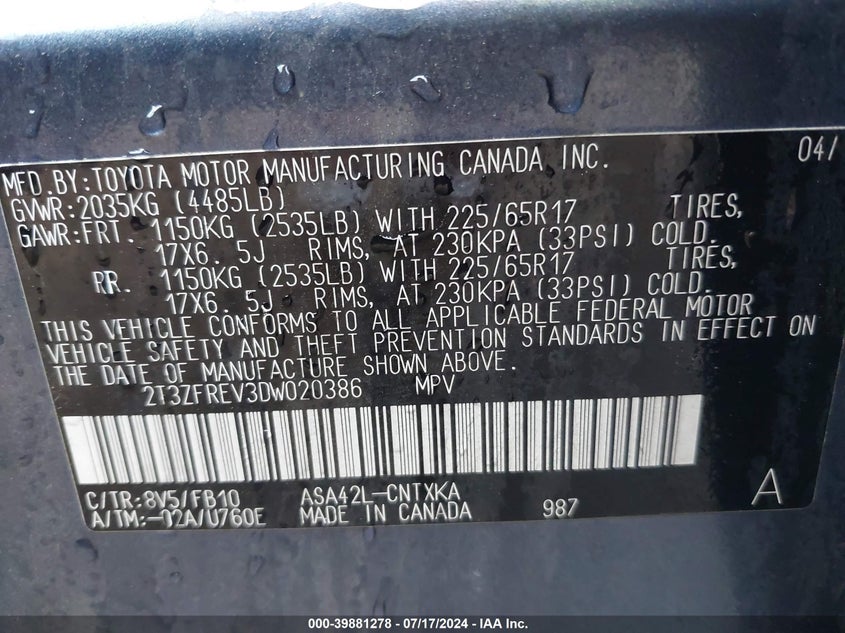 MFD.BY:TOYOTA MOTOR MANUFACTURING CANADA INC. 04/
GVWR:2035KG (4485LB)
GAWR:FRT. 1150KG (2535LB) WITH 225/65R17 TIRES,
17X6. 5J RIMS, AT 230KPA (33PSI) COLD.
RR. 1150KG (2535LB) WITH 225/65R17 TIRES,
17X6. 5J RIMS, AT 230KPA (33PSI) COLD.
THIS VEHICLE CONFORMS TO ALL APPLICABLE FEDERAL MOTOR
VEHICLE SAFETY AND THEFT PREVENTION STANDARDS IN EFFECT ON
THE DATE OF MANUFACTURE SHOWN ABOVE.
2T3ZFREV3DW020386 MPV
C/TR:8V5/FB10 ASA42L-CNTXKA A
A/TM:-02A/U760E MADE IN CANADA 987
000-39881278 - 07/17/2024 - IAA Inc.